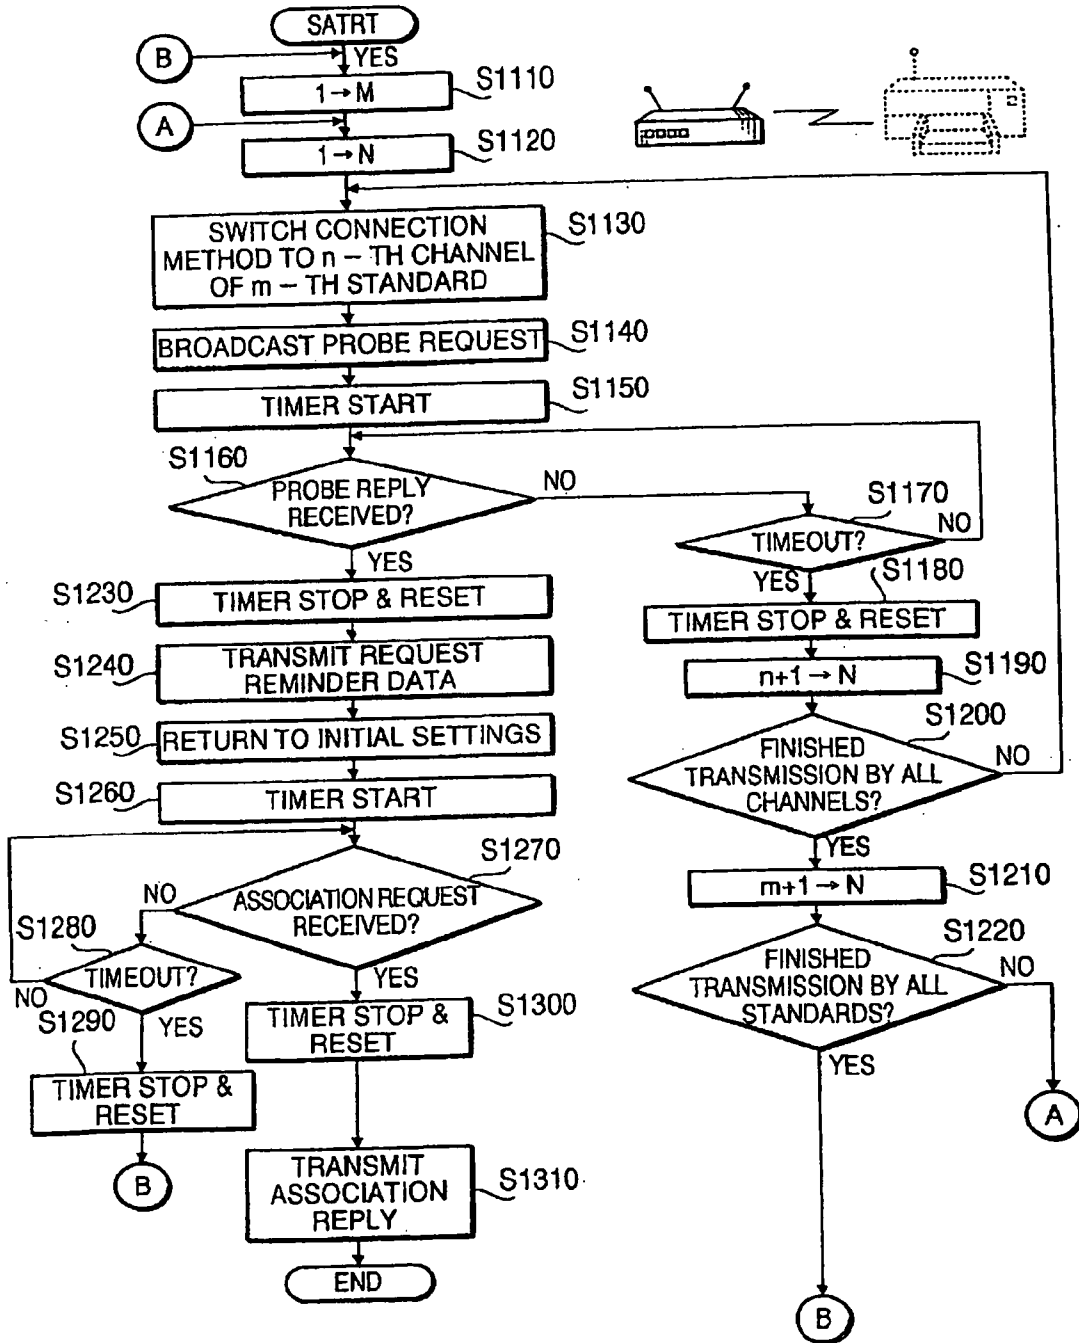 SATRT
B
YES
1→M
S1110
A
1→N
S1120
SWITCH CONNECTION
METHOD TO n – TH CHANNEL
OF m – TH STANDARD
S1130
BROADCAST PROBE REQUEST
S1140
TIMER START
S1150
S1160
PROBE REPLY
RECEIVED?
NO
YES
S1170
TIMEOUT?
NO
YES
S1180
TIMER STOP & RESET
n+1→N
S1190
S1200
FINISHED
TRANSMISSION BY ALL
CHANNELS?
NO
YES
m+1→N
S1210
S1220
FINISHED
TRANSMISSION BY ALL
STANDARDS?
NO
YES
A
B
S1230
TIMER STOP & RESET
S1240
TRANSMIT REQUEST
REMINDER DATA
S1250
RETURN TO INITIAL SETTINGS
S1260
TIMER START
S1270
ASSOCIATION REQUEST
RECEIVED?
NO
YES
S1280
TIMEOUT?
NO
YES
S1290
TIMER STOP &
RESET
B
S1300
TIMER STOP &
RESET
TRANSMIT
ASSOCIATION
REPLY
S1310
END